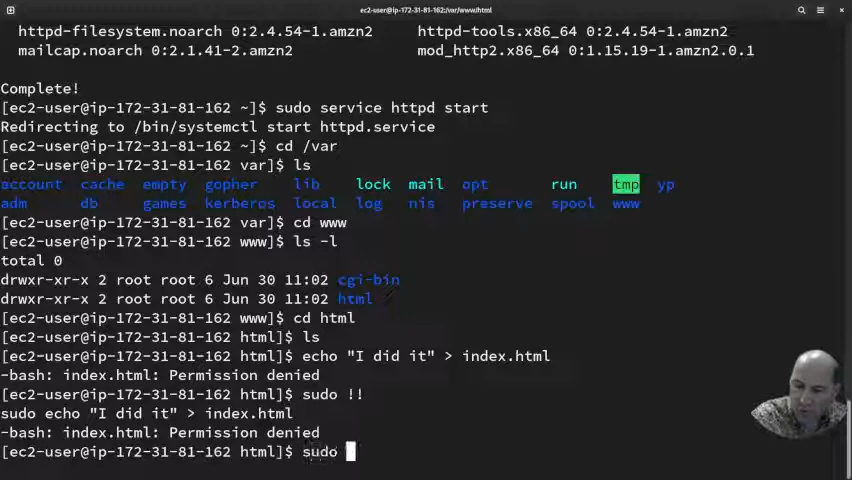 ec2-user@ip-172-31-81-162:/var/www/html
httpd-filesystem.noarch 0:2.4.54-1.amzn2 httpd-tools.x86_64 0:2.4.54-1.amzn2
mailcap.noarch 0:2.1.41-2.amzn2 mod_http2.x86_64 0:1.15.19-1.amzn2.0.1
Complete!
[ec2-user@ip-172-31-81-162 ~]$ sudo service httpd start
Redirecting to /bin/systemctl start httpd.service
[ec2-user@ip-172-31-81-162 ~]$ cd /var
[ec2-user@ip-172-31-81-162 var]$ ls
account cache empty gopher lib lock mail opt run tmp yp
adm db games kerberos local log nis preserve spool www
[ec2-user@ip-172-31-81-162 var]$ cd www
[ec2-user@ip-172-31-81-162 www]$ ls -l
total 0
drwxr-xr-x 2 root root 6 Jun 30 11:02 cgi-bin
drwxr-xr-x 2 root root 6 Jun 30 11:02 html
[ec2-user@ip-172-31-81-162 www]$ cd html
[ec2-user@ip-172-31-81-162 html]$ ls
[ec2-user@ip-172-31-81-162 html]$ echo "I did it" > index.html
-bash: index.html: Permission denied
[ec2-user@ip-172-31-81-162 html]$ sudo !!
sudo echo "I did it" > index.html
-bash: index.html: Permission denied
[ec2-user@ip-172-31-81-162 html]$ sudo